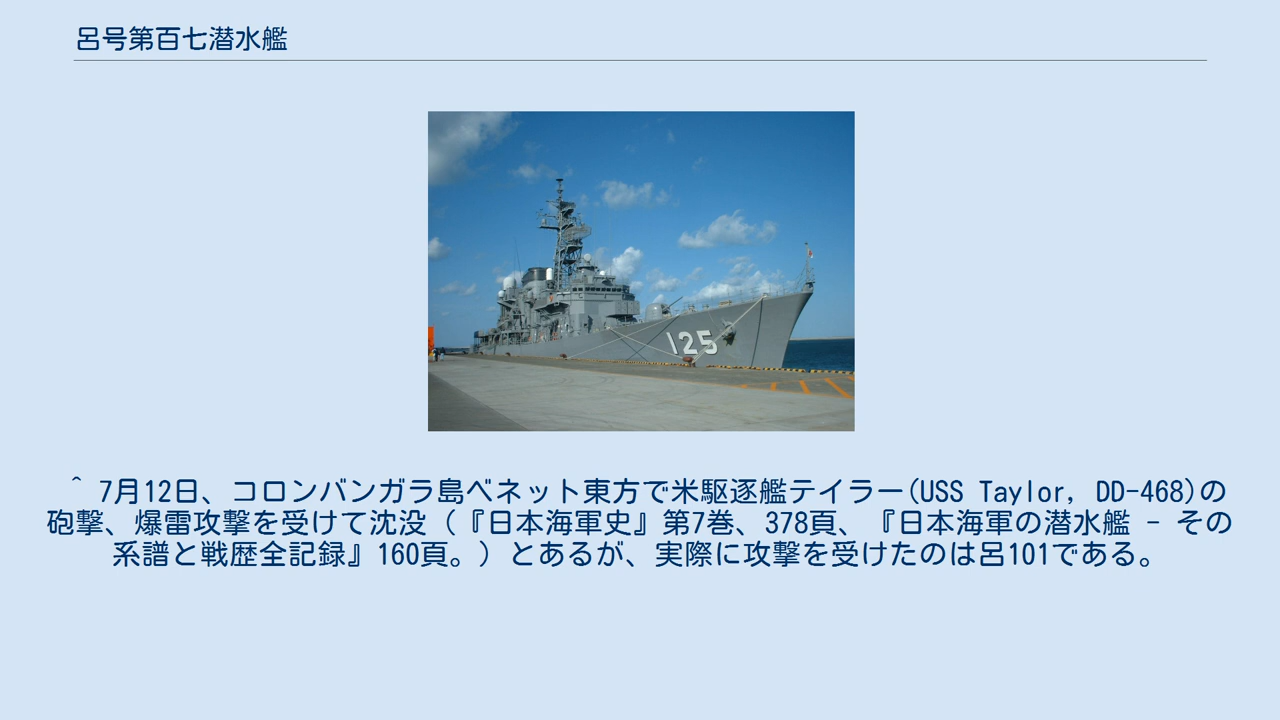 呂号第百七潜水艦
125
^ 7月12日、コロンバンガラ島ベネット東方で米駆逐艦テイラー(USS Taylor, DD-468)の
砲撃、爆雷攻撃を受けて沈没（『日本海軍史』第7巻、378頁、『日本海軍の潜水艦 - その
系譜と戦歴全記録』160頁。）とあるが、実際に攻撃を受けたのは呂101である。